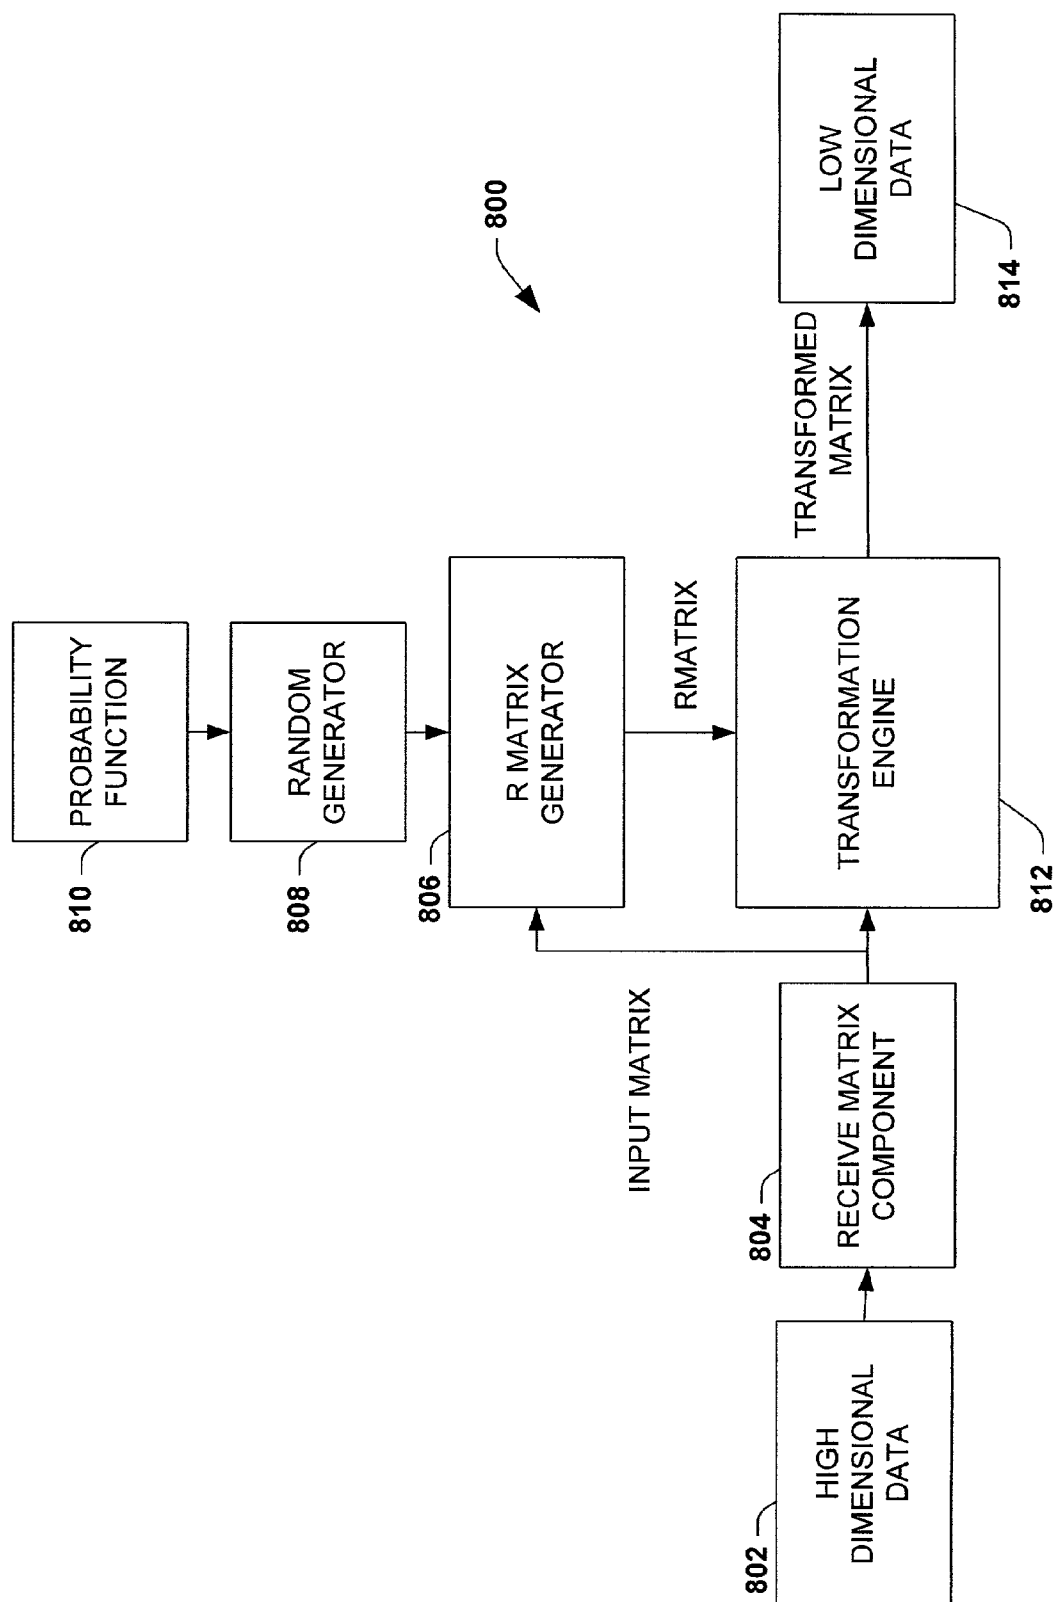 810
PROBABILITY
FUNCTION
808
RANDOM
GENERATOR
800
806
R MATRIX
GENERATOR
INPUT MATRIX
RMATRIX
802
HIGH
DIMENSIONAL
DATA
804
RECEIVE MATRIX
COMPONENT
TRANSFORMATION
ENGINE
812
TRANSFORMED
MATRIX
LOW
DIMENSIONAL
DATA
814